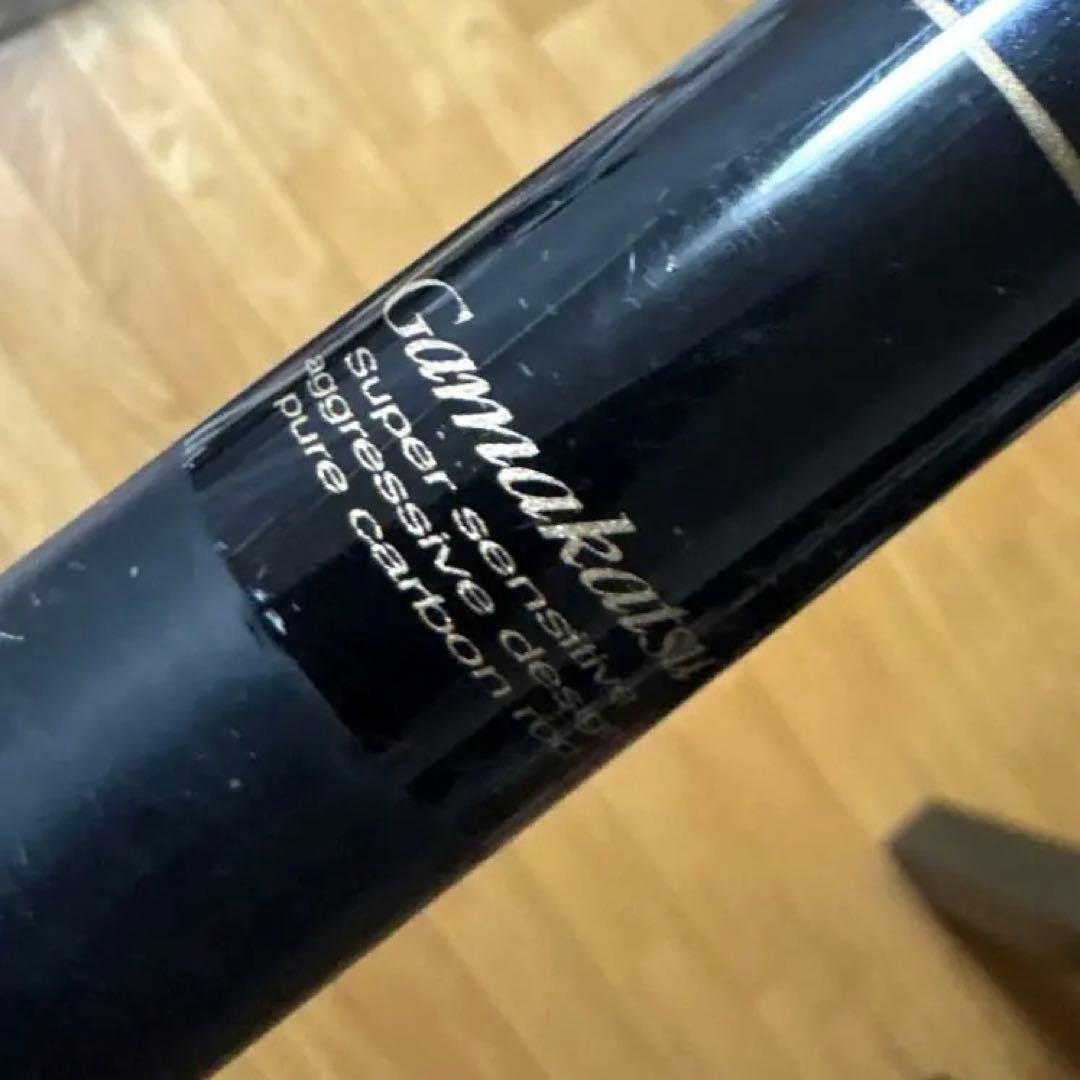 Gamakatsu
Super sensitive
aggressive design
pure carbon rod